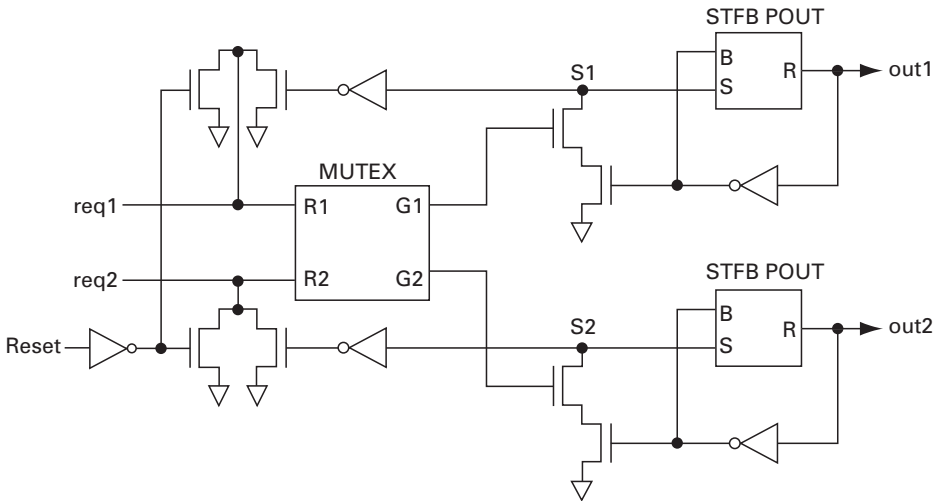 STFB POUT
B
R
S
out1
S1
MUTEX
req1
R1
G1
req2
R2
G2
STFB POUT
B
R
S
out2
Reset
S2